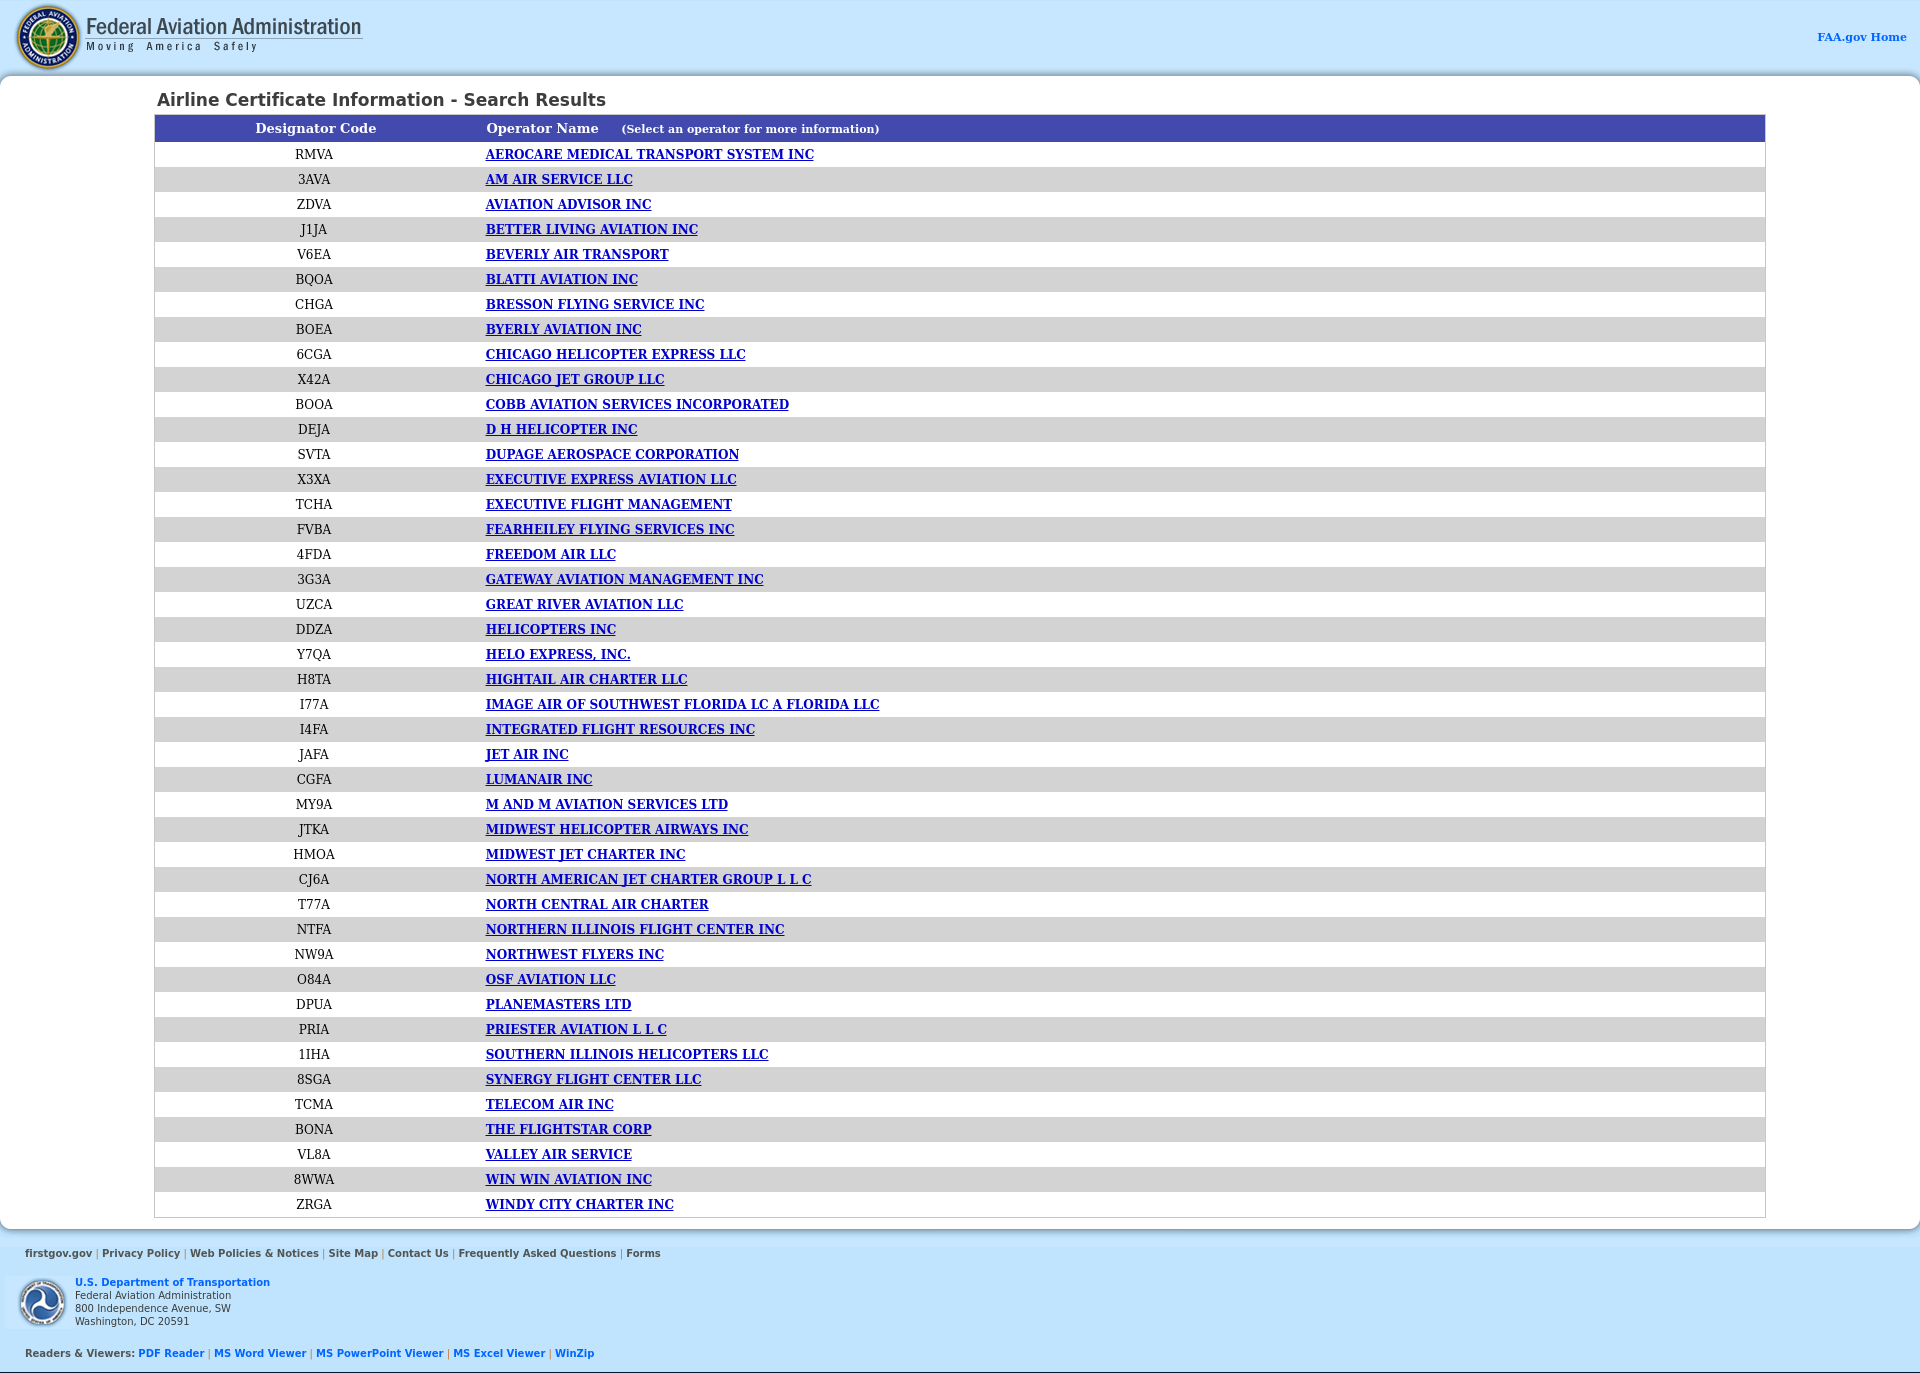 Federal Aviation Administration
Moving America Safely
FAA.gov Home
Airline Certificate Information - Search Results
Designator Code Operator Name (Select an operator for more information)
RMVA AEROCARE MEDICAL TRANSPORT SYSTEM INC
3AVA AM AIR SERVICE LLC
ZDVA AVIATION ADVISOR INC
J1JA BETTER LIVING AVIATION INC
V6EA BEVERLY AIR TRANSPORT
BQOA BLATTI AVIATION INC
CHGA BRESSON FLYING SERVICE INC
BOEA BYERLY AVIATION INC
6CGA CHICAGO HELICOPTER EXPRESS LLC
X42A CHICAGO JET GROUP LLC
BOOA COBB AVIATION SERVICES INCORPORATED
DEJA D H HELICOPTER INC
SVTA DUPAGE AEROSPACE CORPORATION
X3XA EXECUTIVE EXPRESS AVIATION LLC
TCHA EXECUTIVE FLIGHT MANAGEMENT
FVBA FEARHEILEY FLYING SERVICES INC
4FDA FREEDOM AIR LLC
3G3A GATEWAY AVIATION MANAGEMENT INC
UZCA GREAT RIVER AVIATION LLC
DDZA HELICOPTERS INC
Y7QA HELO EXPRESS, INC.
H8TA HIGHTAIL AIR CHARTER LLC
I77A IMAGE AIR OF SOUTHWEST FLORIDA LC A FLORIDA LLC
I4FA INTEGRATED FLIGHT RESOURCES INC
JAFA JET AIR INC
CGFA LUMANAIR INC
MY9A M AND M AVIATION SERVICES LTD
JTKA MIDWEST HELICOPTER AIRWAYS INC
HMOA MIDWEST JET CHARTER INC
CJ6A NORTH AMERICAN JET CHARTER GROUP L L C
T77A NORTH CENTRAL AIR CHARTER
NTFA NORTHERN ILLINOIS FLIGHT CENTER INC
NW9A NORTHWEST FLYERS INC
O84A OSF AVIATION LLC
DPUA PLANEMASTERS LTD
PRIA PRIESTER AVIATION L L C
1IHA SOUTHERN ILLINOIS HELICOPTERS LLC
8SGA SYNERGY FLIGHT CENTER LLC
TCMA TELECOM AIR INC
BONA THE FLIGHTSTAR CORP
VL8A VALLEY AIR SERVICE
8WWA WIN WIN AVIATION INC
ZRGA WINDY CITY CHARTER INC
firstgov.gov | Privacy Policy | Web Policies & Notices | Site Map | Contact Us | Frequently Asked Questions | Forms
U.S. Department of Transportation
Federal Aviation Administration
800 Independence Avenue, SW
Washington, DC 20591
Readers & Viewers: PDF Reader | MS Word Viewer | MS PowerPoint Viewer | MS Excel Viewer | WinZip